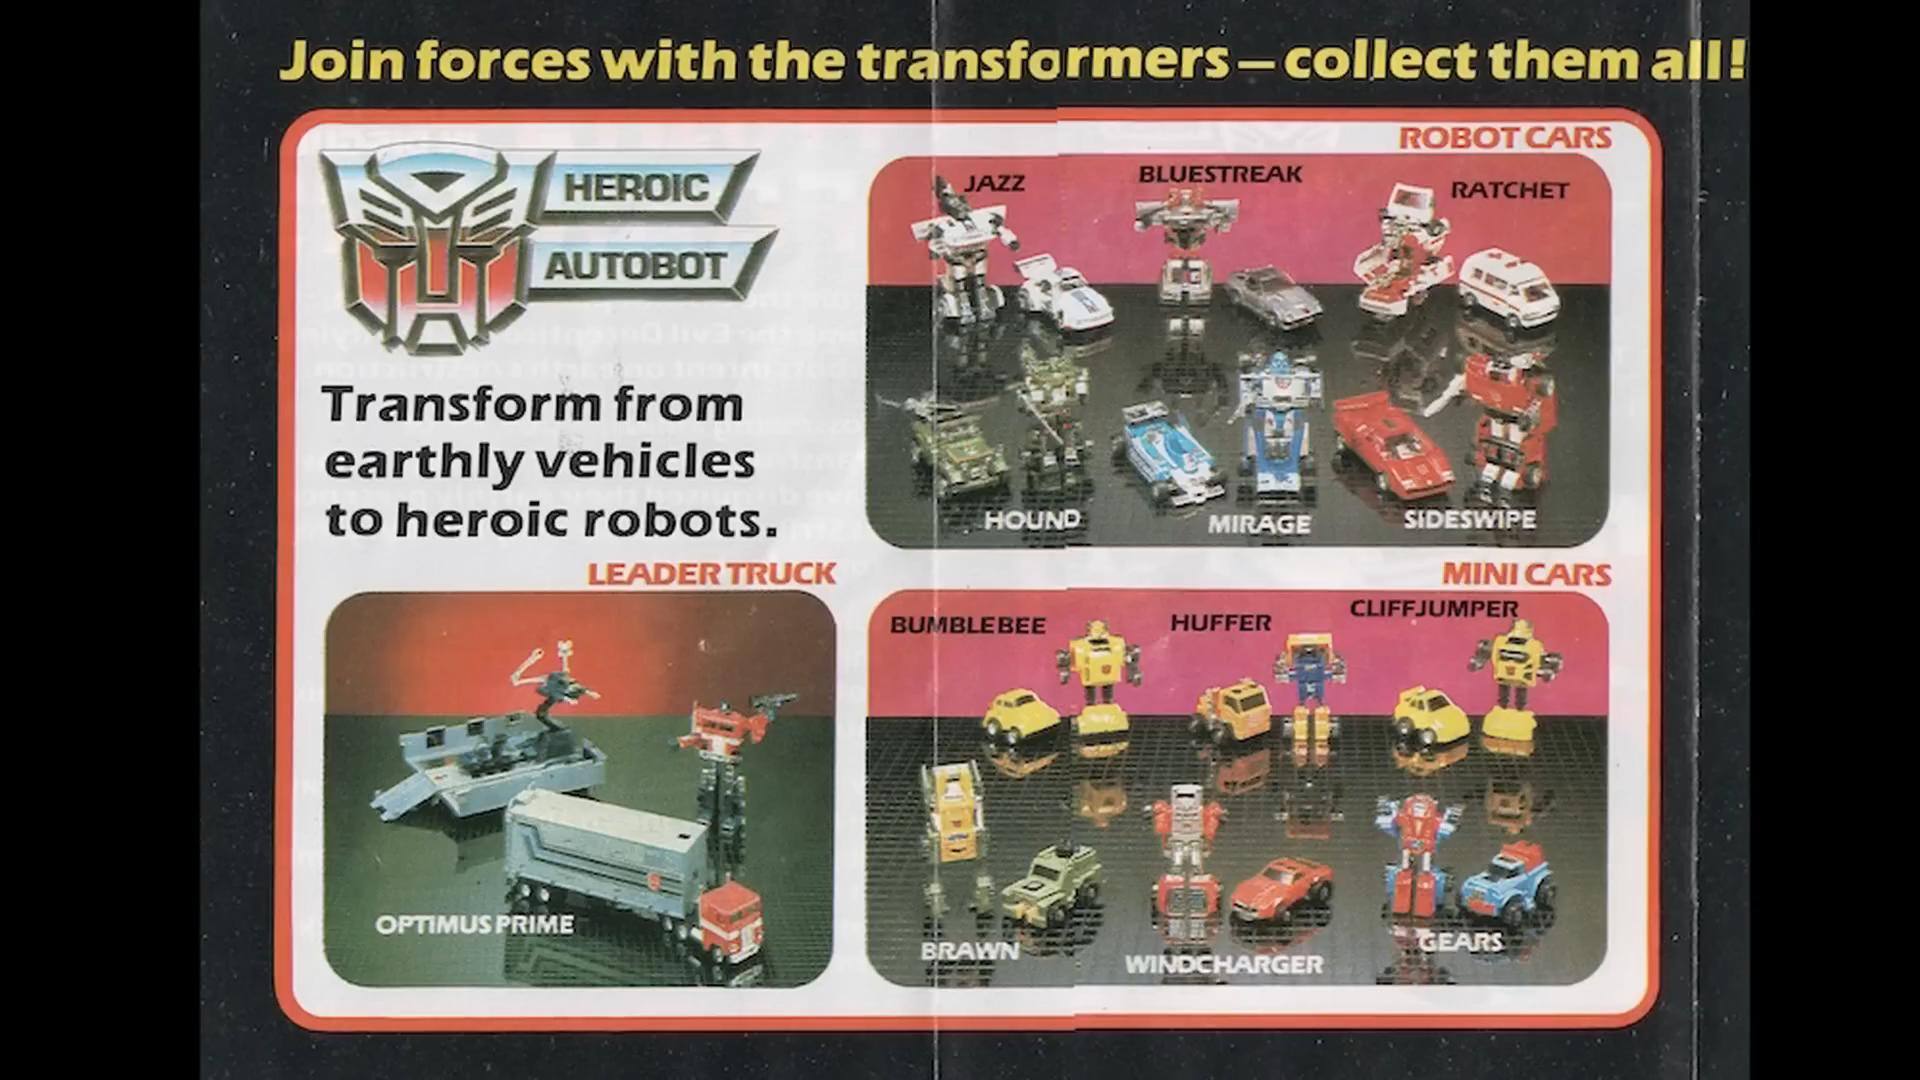 Join forces with the transformers – collect them all!
HEROIC
AUTOBOT
Transform from
earthly vehicles
to heroic robots.
ROBOT CARS
JAZZ
BLUESTREAK
RATCHET
HOUND
MIRAGE
SIDESWIPE
LEADER TRUCK
OPTIMUS PRIME
MINI CARS
BUMBLEBEE
HUFFER
CLIFFJUMPER
BRAWN
WINDCHARGER
GEARS